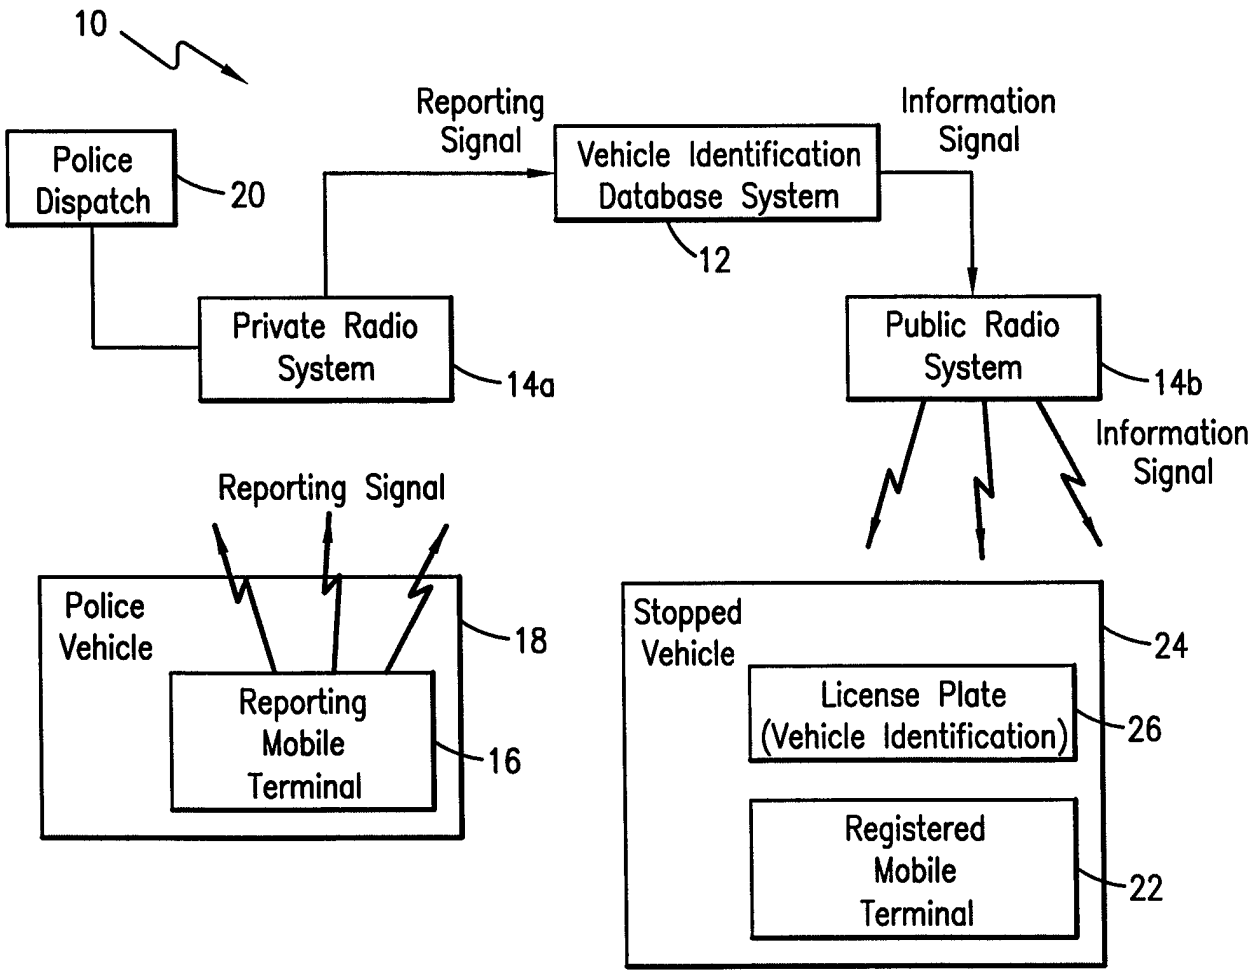 10
Reporting
Signal
Information
Signal
Police
Dispatch
20
Vehicle Identification
Database System
12
Private Radio
System
14a
Public Radio
System
14b
Information
Signal
Reporting Signal
Police
Vehicle
18
Reporting
Mobile
Terminal
16
Stopped
Vehicle
24
License Plate
(Vehicle Identification)
26
Registered
Mobile
Terminal
22